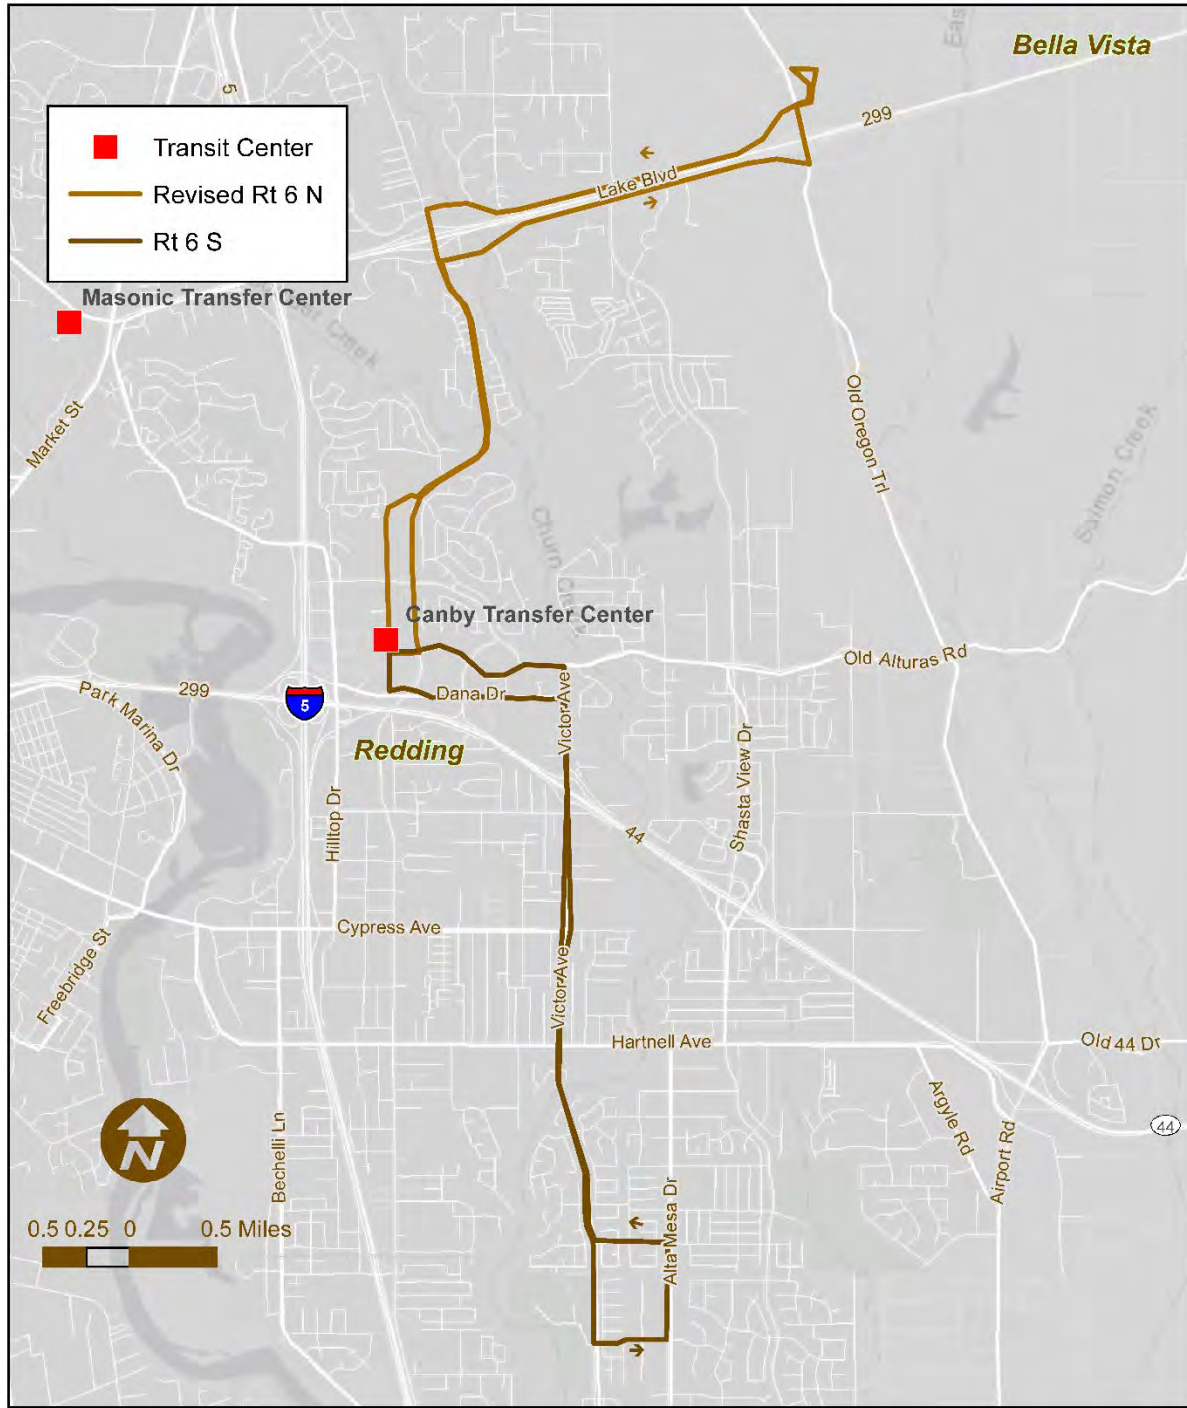 Bella Vista
5
299
Transit Center
Revised Rt 6 N
Rt 6 S
Lake Blvd
Masonic Transfer Center
Creek
Market St
Old Oregon Trl
Salmon Creek
Churn Creek
Canby Transfer Center
Old Alturas Rd
299
Park Marina Dr
5
Dana Dr
Victor Ave
Redding
Hilltop Dr
Shasta View Dr
44
Cypress Ave
Freebridge St
Victor Ave
Hartnell Ave
Old 44 Dr
Argyle Rd
Airport Rd
44
Bechelli Ln
Alta Mesa Dr
N
0.5 0.25 0 0.5 Miles